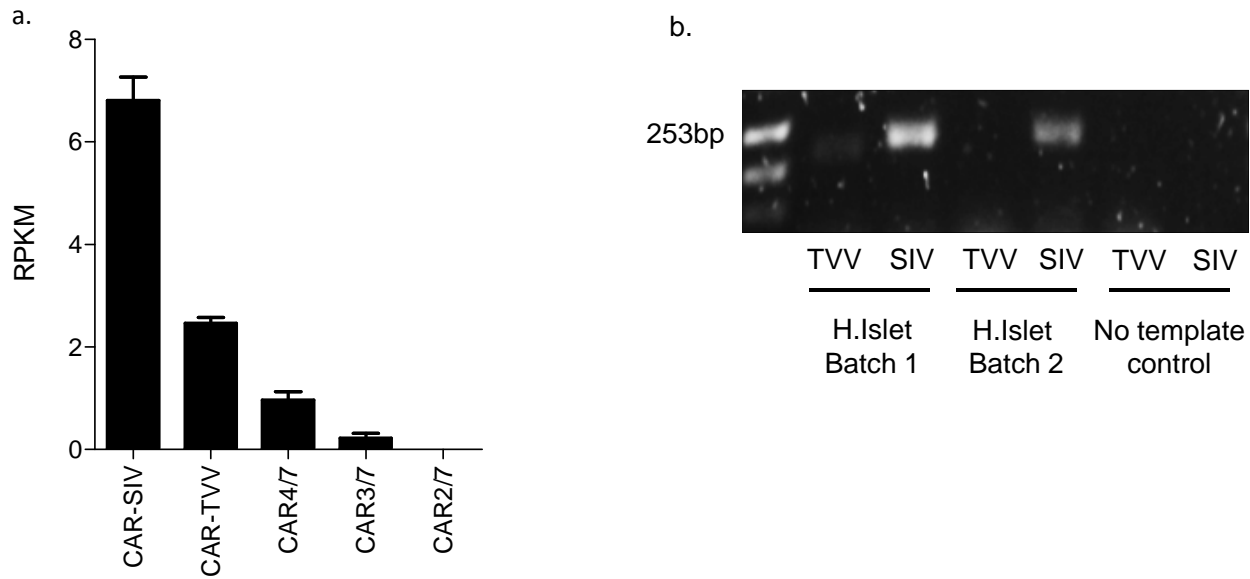 a.
8
6
4
2
0
RPKM
CAR-SIV
CAR-TVV
CAR4/7
CAR3/7
CAR2/7
b.
253bp
TVV SIV TVV SIV TVV SIV
H.Islet H.Islet No template
Batch 1 Batch 2 control